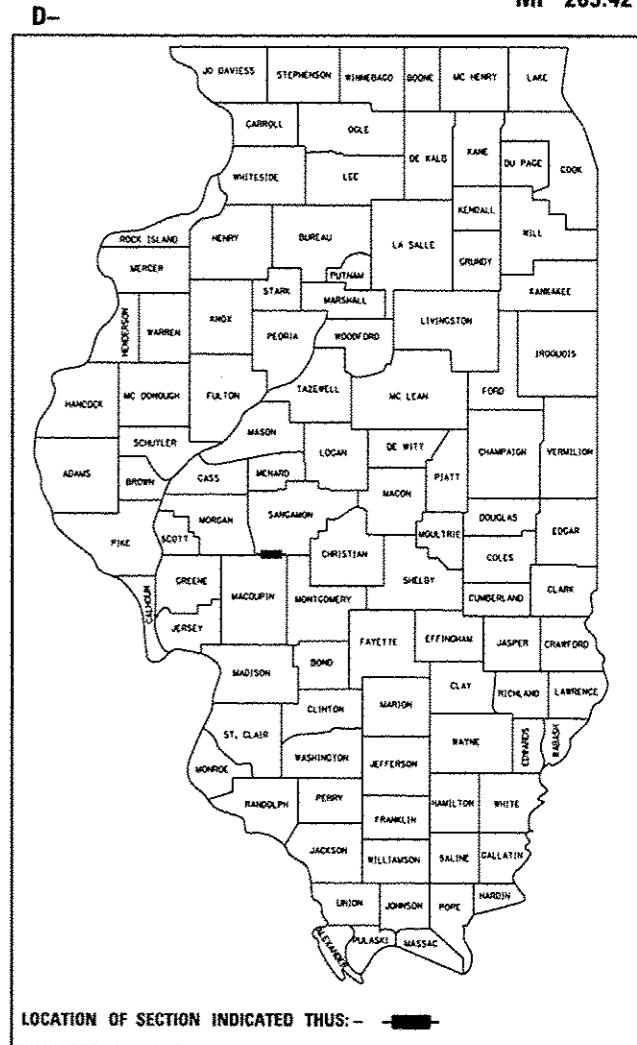 MP 205.42
D-
JO DAVIESS STEPHENSON WINNEBAGO BOONE MC HENRY LAKE
CARROLL OGLE DE KALB KANE DU PAGE COOK
WHITESIDE LEE KENDALL WILL
ROCK ISLAND HENRY BUREAU LA SALLE GRUNDY
MERCER PUTNAM KANKAKEE
HENDERSON WARREN KNOX STARK MARSHALL LIVINGSTON
PEORIA WOODFORD IROQUOIS
HANCOCK MC DONOUGH FULTON TAZEWELL MC LEAN FORD
MASON
SCHUYLER LOGAN DE WITT CHAMPAIGN VERMILION
ADAMS BROWN CASS MENARD MACON PIATT
PIKE SCOTT MORGAN SANGAMON CHRISTIAN MOULTRIE DOUGLAS EDGAR
COLES
CALHOUN GREENE MACOUPIN MONTGOMERY SHELBY CUMBERLAND CLARK
JERSEY
MADISON BOND FAYETTE EFFINGHAM JASPER CRAWFORD
CLINTON MARION CLAY RICHLAND LAWRENCE
ST. CLAIR WASHINGTON WAYNE EDWARDS WABASH
MONROE JEFFERSON
RANDOLPH PERRY FRANKLIN HAMILTON WHITE
JACKSON WILLIAMSON SALINE GALLATIN
UNION JOHNSON POPE HARDIN
ALEXANDER PULASKI MASSAC
LOCATION OF SECTION INDICATED THUS: -